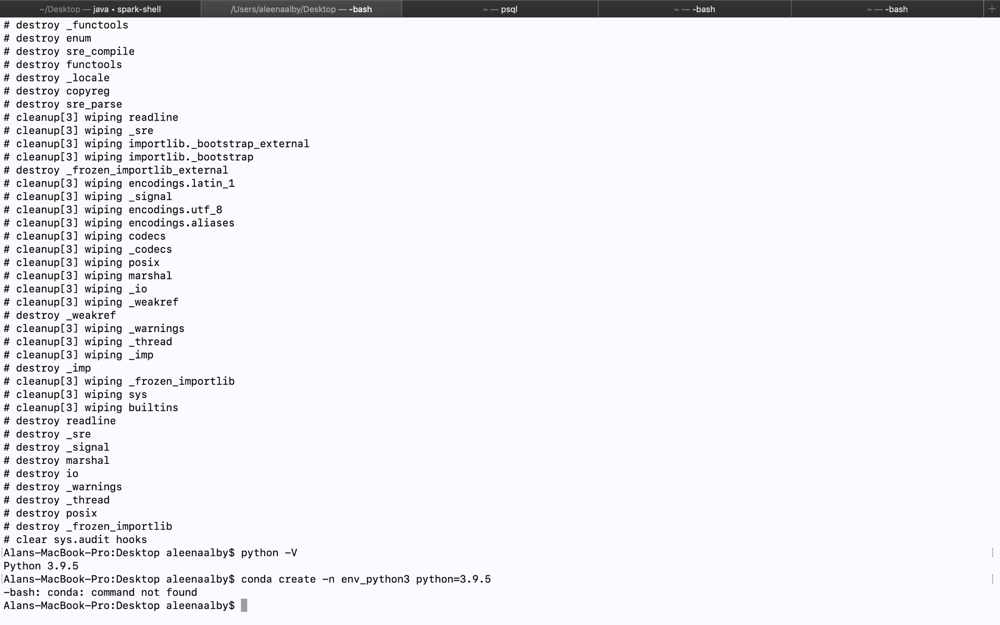 ~/Desktop — java ◂ spark-shell
/Users/aleenaalby/Desktop — -bash
~ — psql
~ — -bash
~ — -bash
+
# destroy _functools
# destroy enum
# destroy sre_compile
# destroy functools
# destroy _locale
# destroy copyreg
# destroy sre_parse
# cleanup[3] wiping readline
# cleanup[3] wiping _sre
# cleanup[3] wiping importlib._bootstrap_external
# cleanup[3] wiping importlib._bootstrap
# destroy _frozen_importlib_external
# cleanup[3] wiping encodings.latin_1
# cleanup[3] wiping _signal
# cleanup[3] wiping encodings.utf_8
# cleanup[3] wiping encodings.aliases
# cleanup[3] wiping codecs
# cleanup[3] wiping _codecs
# cleanup[3] wiping posix
# cleanup[3] wiping marshal
# cleanup[3] wiping _io
# cleanup[3] wiping _weakref
# destroy _weakref
# cleanup[3] wiping _warnings
# cleanup[3] wiping _thread
# cleanup[3] wiping _imp
# destroy _imp
# cleanup[3] wiping _frozen_importlib
# cleanup[3] wiping sys
# cleanup[3] wiping builtins
# destroy readline
# destroy _sre
# destroy _signal
# destroy marshal
# destroy io
# destroy _warnings
# destroy _thread
# destroy posix
# destroy _frozen_importlib
# clear sys.audit hooks
[Alans-MacBook-Pro:Desktop aleenaalby$ python -V ]
Python 3.9.5
[Alans-MacBook-Pro:Desktop aleenaalby$ conda create -n env_python3 python=3.9.5 ]
-bash: conda: command not found
Alans-MacBook-Pro:Desktop aleenaalby$